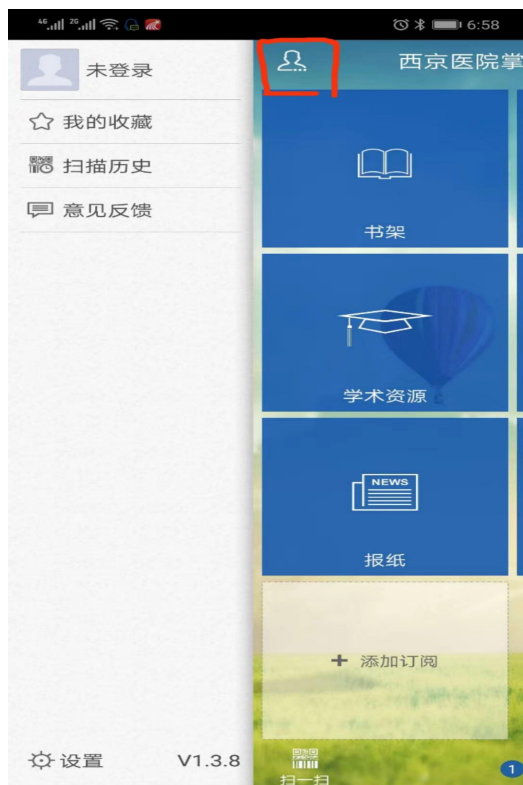 46 26 6:58
未登录
我的收藏
扫描历史
意见反馈
设置 V1.3.8
西京医院掌
书架
学术资源
NEWS
报纸
+ 添加订阅
扫一扫
1